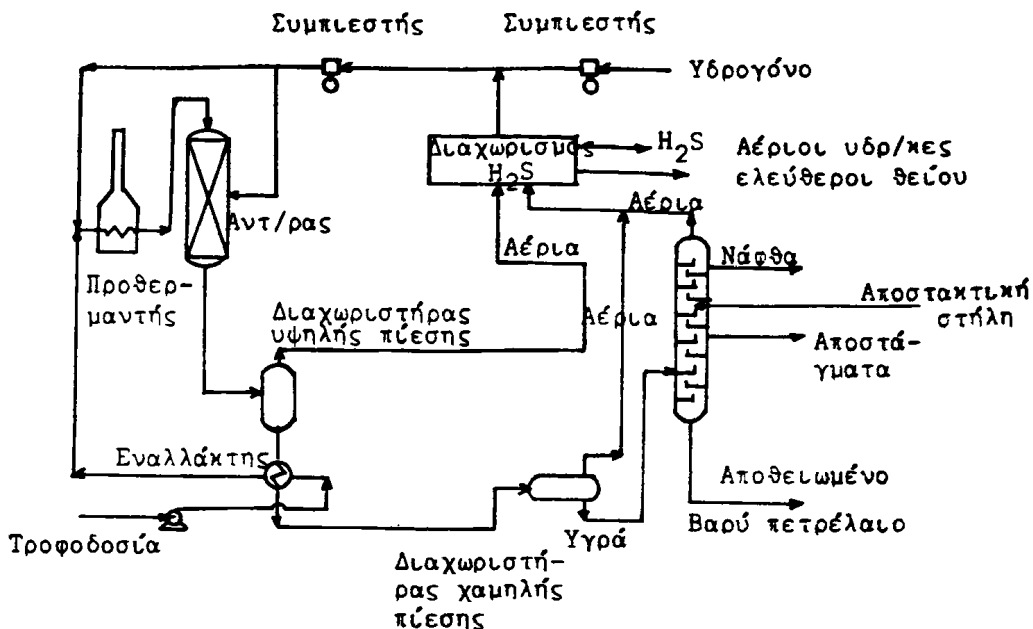 Συμπιεστής
Συμπιεστής
Υδρογόνο
Διαχωρισμός
H₂S
H₂S
Αέριοι υδρ/κες
ελεύθεροι θείου
Αέρια
Αντ/ρας
Αέρια
Νάφθα
Προθερ-
μαντής
Διαχωριστήρας
υψηλής πίεσης
Αέρια
Αποστακτική
στήλη
Αποστά-
γματα
Εναλλάκτης
Αποθειωμένο
Βαρύ πετρέλαιο
Τροφοδοσία
Υγρά
Διαχωριστή-
ρας χαμηλής
πίεσης